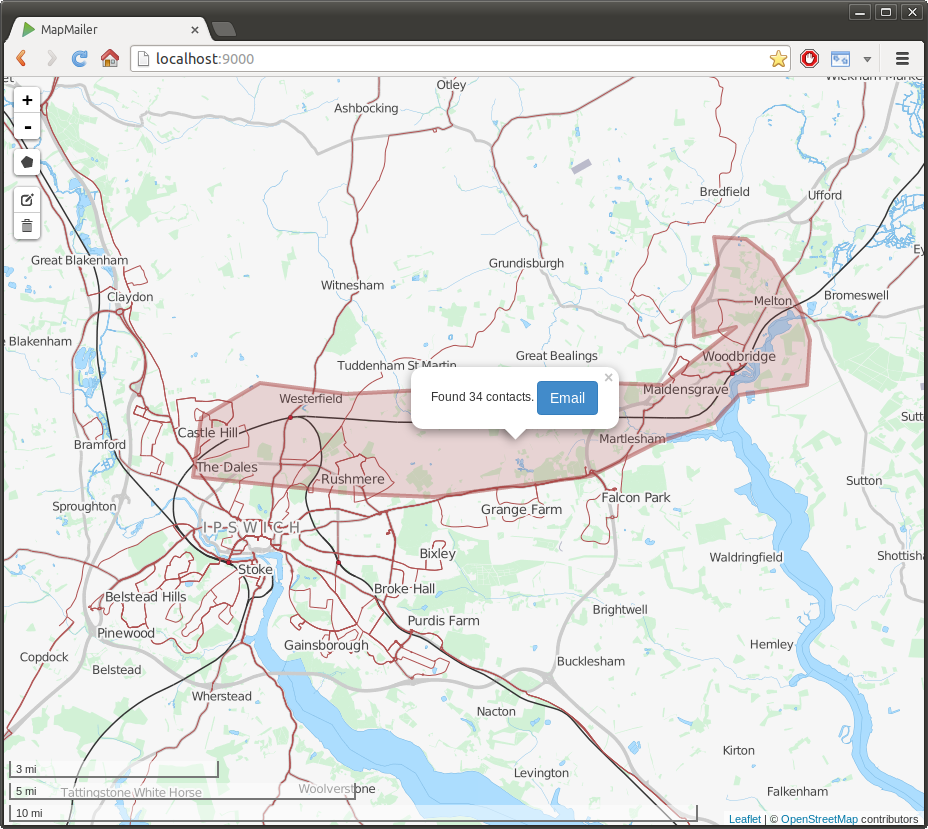 MapMailer
localhost:9000
Wickham Marke
Otley
Ashbocking
+
-
Bredfield
Ufford
Great Blakenham
Grundisburgh
Witnesham
Claydon
Melton
Bromeswell
e Blakenham
Tuddenham St Martin
Great Bealings
Woodbridge
Found 34 contacts. Email ×
Maidensgrave
Westerfield
Castle Hill
Martlesham
Bramford
The Dales
Rushmere
Sutt
Sutton
Sproughton
Falcon Park
Grange Farm
IPSWICH
Bixley
Waldringfield
Shottisha
Stoke
Broke Hall
Belstead Hills
Brightwell
Purdis Farm
Pinewood
Gainsborough
Hemley
Copdock
Belstead
Bucklesham
Wherstead
Nacton
Kirton
3 mi
Levington
5 mi
Tattingstone White Horse
Woolverstone
Falkenham
10 mi
Leaflet | © OpenStreetMap contributors